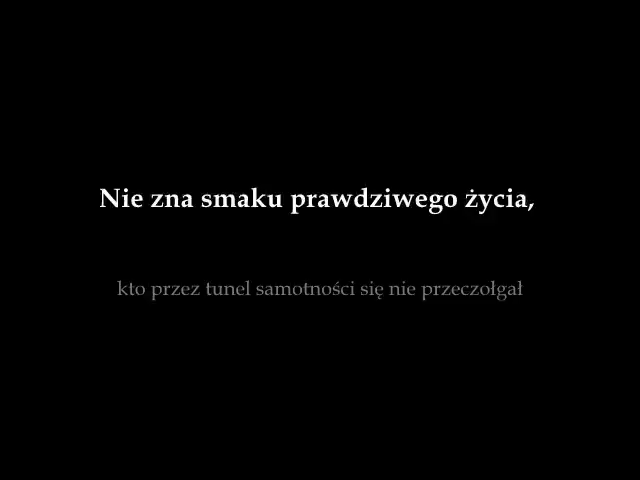 Nie zna smaku prawdziwego życia,
kto przez tunel samotności się nie przeczołgał